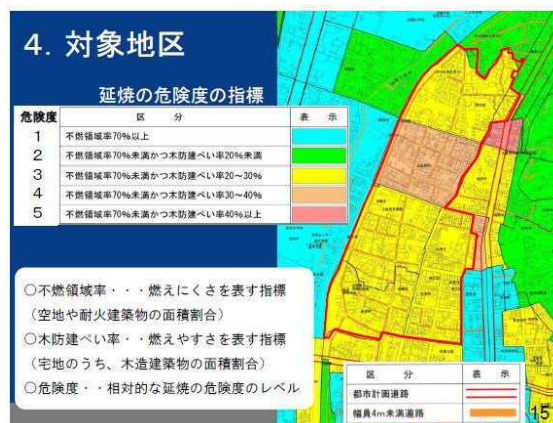 4. 対象地区
延焼の危険度の指標
危険度 区 分 表 示
1 不燃領域率70%以上
2 不燃領域率70%未満かつ木防建ぺい率20%未満
3 不燃領域率70%未満かつ木防建ぺい率20~30%
4 不燃領域率70%未満かつ木防建ぺい率30~40%
5 不燃領域率70%未満かつ木防建ぺい率40%以上
○不燃領域率・・・燃えにくさを表す指標
(空地や耐火建築物の面積割合)
○木防建ぺい率・・燃えやすさを表す指標
(宅地のうち、木造建築物の面積割合)
○危険度・・相対的な延焼の危険度のレベル
区 分 表 示
都市計画道路
幅員4m未満道路
15